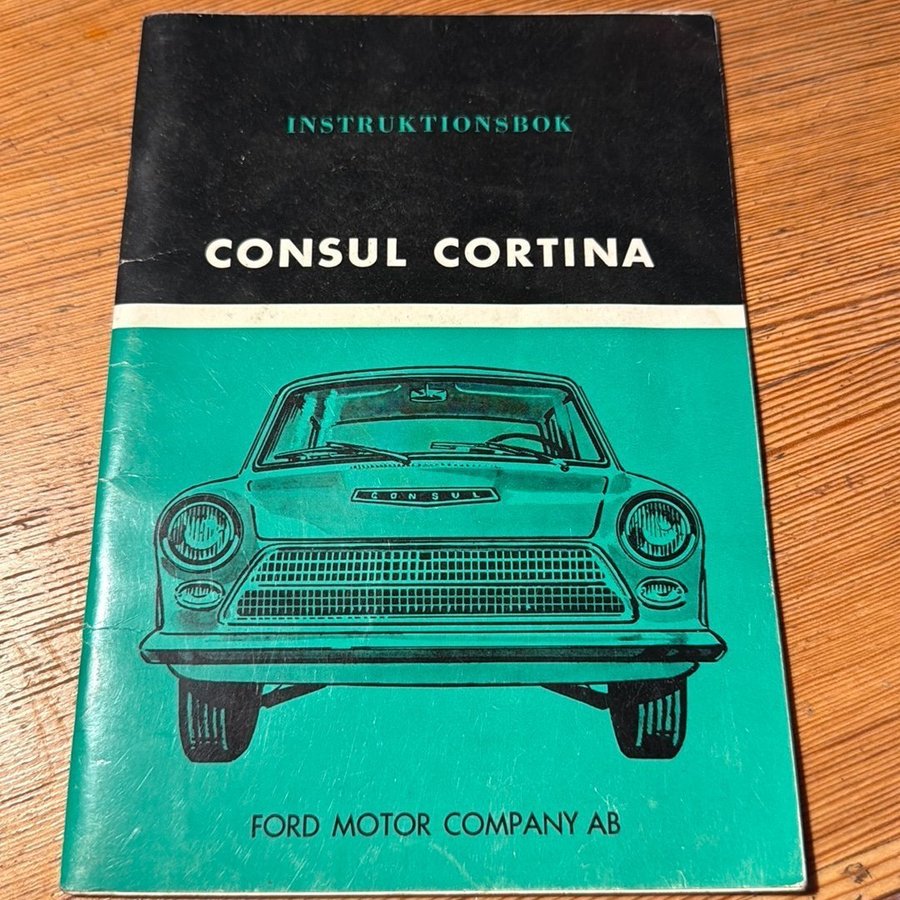 INSTRUKTIONSBOK
CONSUL CORTINA
CONSUL
FORD MOTOR COMPANY AB